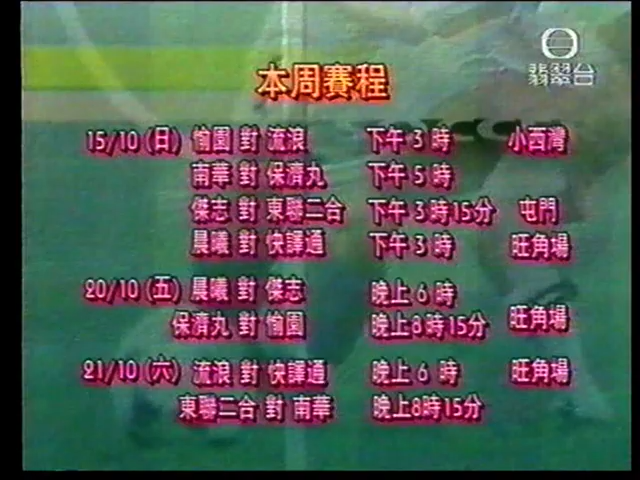 翡翠台
本周賽程
15/10(日) 愉園 對 流浪 下午 3 時 小西灣
南華 對 保濟丸 下午 5 時
傑志 對 東聯二合 下午 3時15分 屯門
晨曦 對 快譯通 下午 3 時 旺角場
20/10(五) 晨曦 對 傑志 晚上 6 時
保濟丸 對 愉園 晚上8時15分 旺角場
21/10(六) 流浪 對 快譯通 晚上 6 時 旺角場
東聯二合 對 南華 晚上8時15分